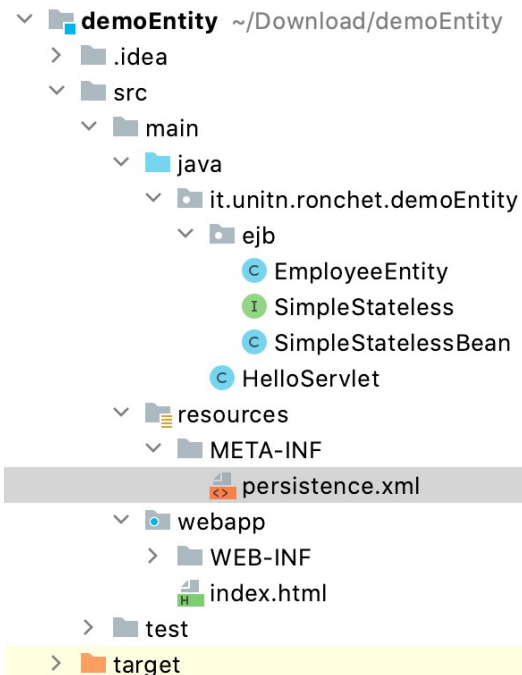 demoEntity ~/Download/demoEntity
.idea
src
main
java
it.unitn.ronchet.demoEntity
ejb
C EmployeeEntity
I SimpleStateless
C SimpleStatelessBean
C HelloServlet
resources
META-INF
<> persistence.xml
webapp
WEB-INF
H index.html
test
target